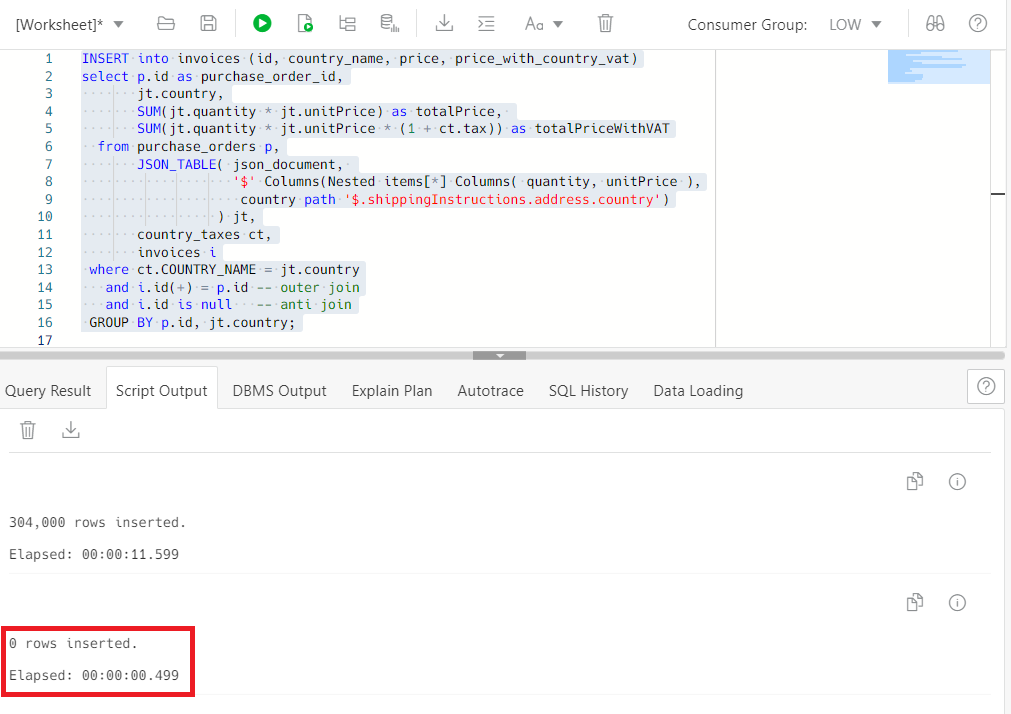 [Worksheet]* Aa Consumer Group: LOW
1 INSERT into invoices (id, country_name, price, price_with_country_vat)
2 select p.id as purchase_order_id,
3 jt.country,
4 SUM(jt.quantity * jt.unitPrice) as totalPrice,
5 SUM(jt.quantity * jt.unitPrice * (1 + ct.tax)) as totalPriceWithVAT
6 from purchase_orders p,
7 JSON_TABLE( json_document,
8 '$' Columns(Nested items[*] Columns( quantity, unitPrice ),
9 country path '$.shippingInstructions.address.country')
10 ) jt,
11 country_taxes ct,
12 invoices i
13 where ct.COUNTRY_NAME = jt.country
14 and i.id(+) = p.id -- outer join
15 and i.id is null -- anti join
16 GROUP BY p.id, jt.country;
17
Query Result Script Output DBMS Output Explain Plan Autotrace SQL History Data Loading
304,000 rows inserted.
Elapsed: 00:00:11.599
0 rows inserted.
Elapsed: 00:00:00.499